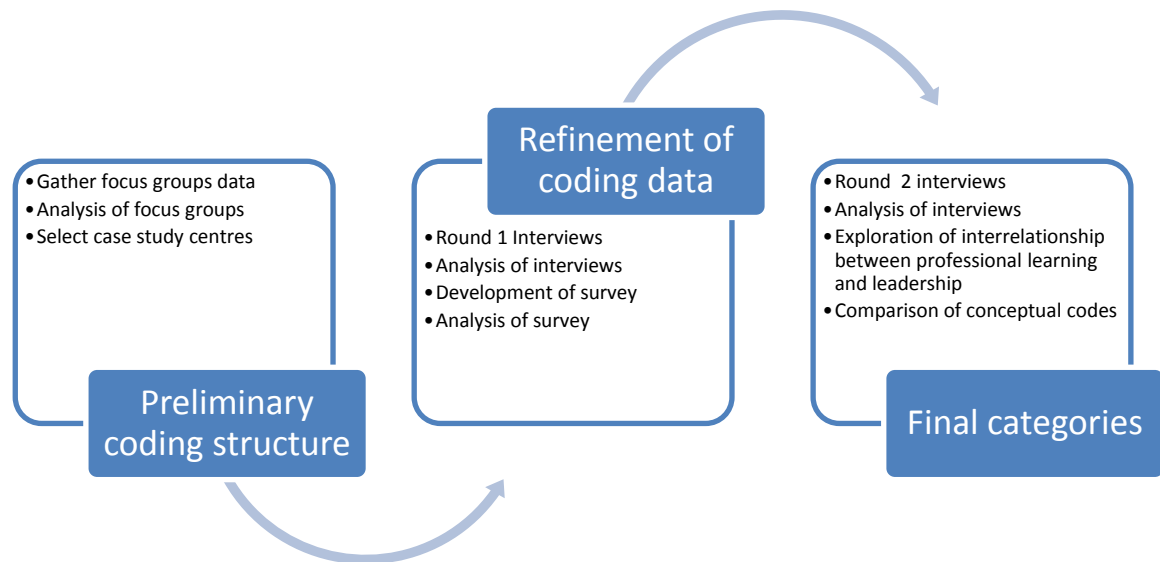 • Gather focus groups data
• Analysis of focus groups
• Select case study centres
Preliminary
coding structure
Refinement of
coding data
• Round 1 Interviews
• Analysis of interviews
• Development of survey
• Analysis of survey
• Round  2 interviews
• Analysis of interviews
• Exploration of interrelationship
between professional learning
and leadership
• Comparison of conceptual codes
Final categories